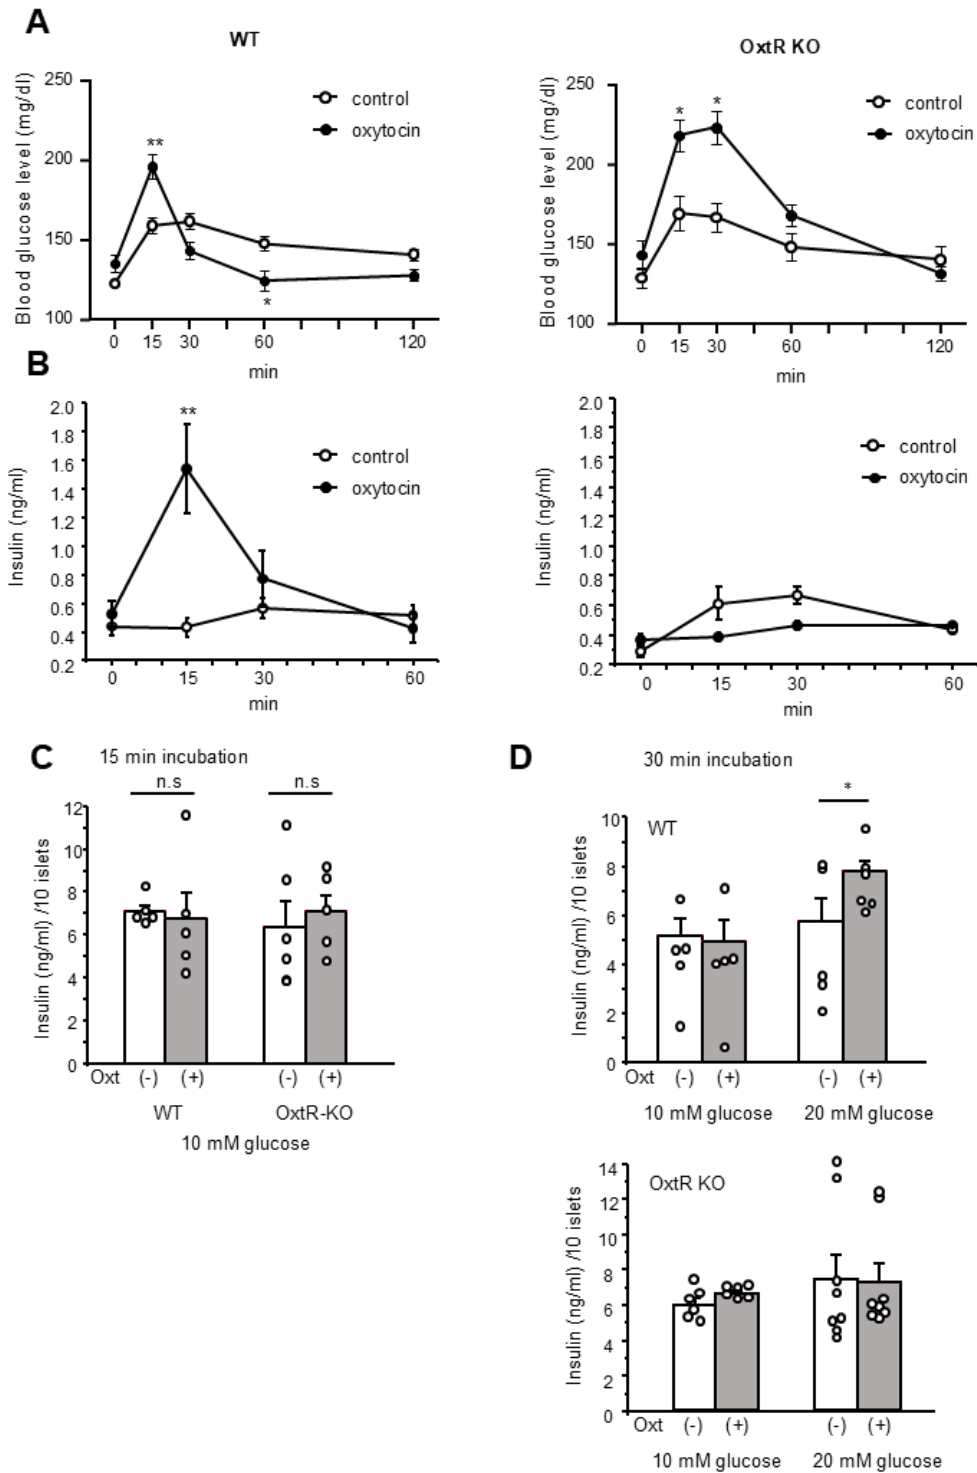 A
WT
OxtR KO
Blood glucose level (mg/dl)
250
200
150
100
control
oxytocin
**
*
0 15 30 60 120
min
Blood glucose level (mg/dl)
250
200
150
100
control
oxytocin
*
*
0 15 30 60 120
min
B
Insulin (ng/ml)
2.0
1.8
1.6
1.4
1.2
1.0
0.8
0.6
0.4
0.2
**
control
oxytocin
0 15 30 60
min
Insulin (ng/ml)
2.0
1.8
1.6
1.4
1.2
1.0
0.8
0.6
0.4
0.2
control
oxytocin
0 15 30 60
min
C
15 min incubation
n.s n.s
Insulin (ng/ml) /10 islets
12
10
8
6
4
2
0
Oxt (-) (+) (-) (+)
WT OxtR-KO
10 mM glucose
D
30 min incubation
*
WT
Insulin (ng/ml) /10 islets
10
8
6
4
2
0
Oxt (-) (+) (-) (+)
10 mM glucose 20 mM glucose
OxtR KO
Insulin (ng/ml) /10 islets
14
12
10
8
6
4
2
0
Oxt (-) (+) (-) (+)
10 mM glucose 20 mM glucose